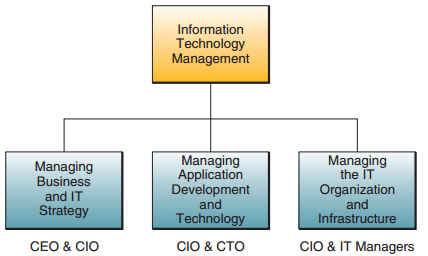 Information
Technology
Management
Managing
Business
and IT
Strategy
Managing
Application
Development
and
Technology
Managing
the IT
Organization
and
Infrastructure
CEO & CIO
CIO & CTO
CIO & IT Managers